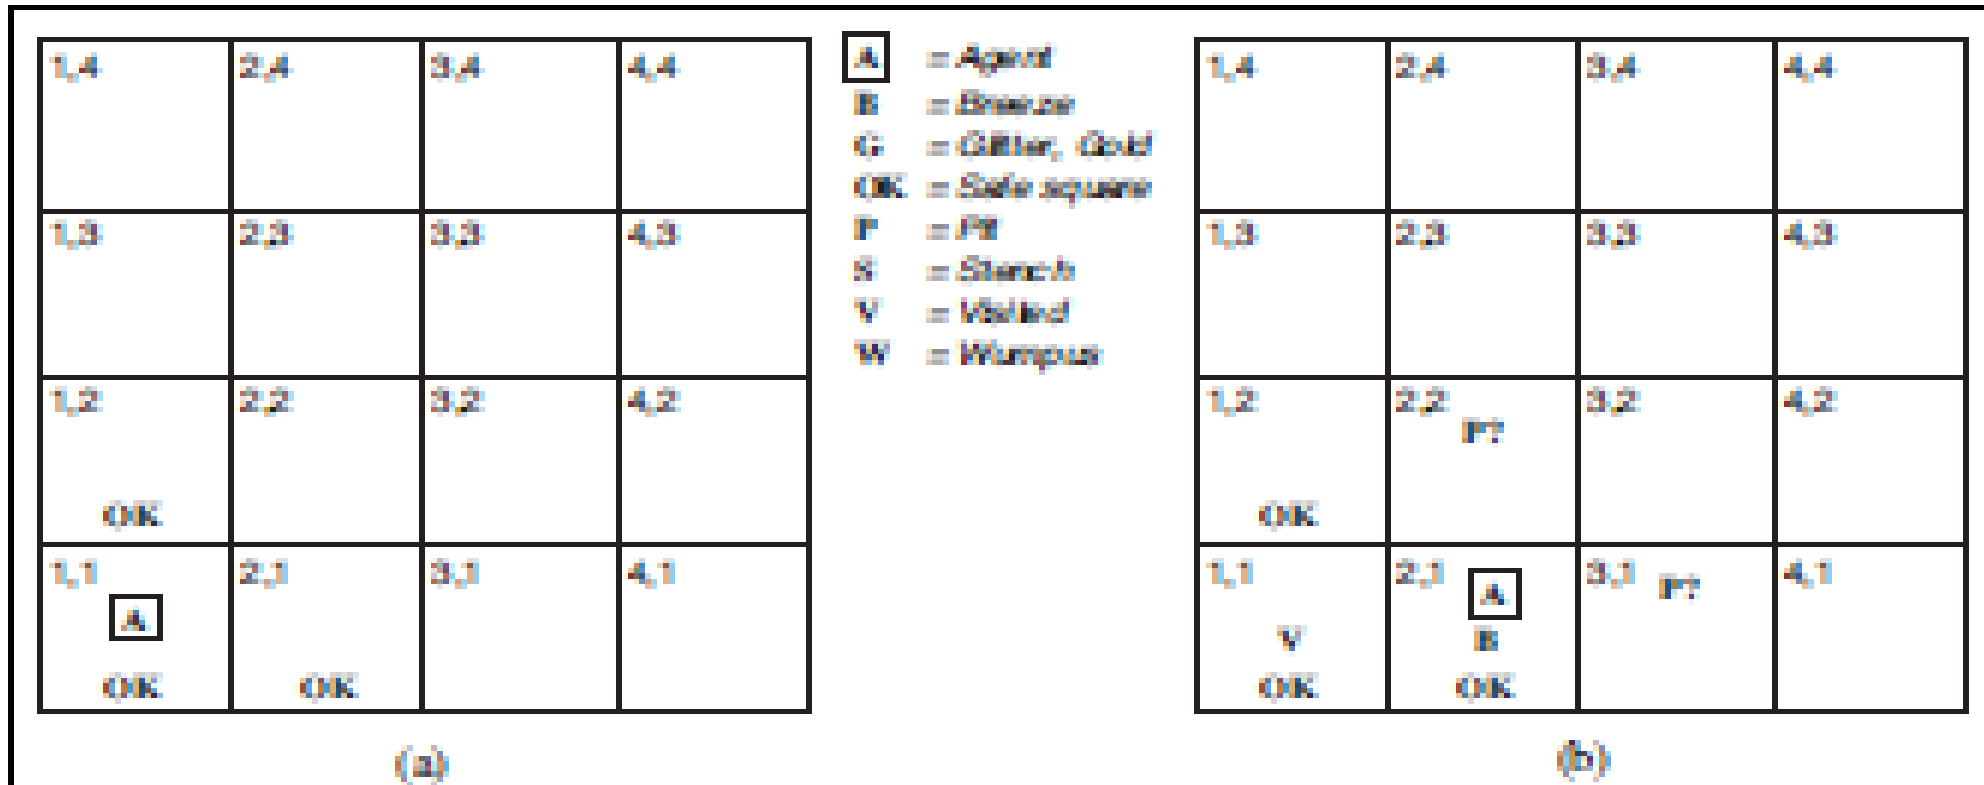 1,4 2,4 3,4 4,4
1,3 2,3 3,3 4,3
1,2 2,2 3,2 4,2
OK
1,1 2,1 3,1 4,1
A
OK OK
(a)
A = Agent
B = Breeze
G = Glitter, Gold
OK = Safe square
P = Pit
S = Stench
V = Visited
W = Wumpus
1,4 2,4 3,4 4,4
1,3 2,3 3,3 4,3
1,2 2,2 3,2 4,2
P?
OK
1,1 2,1 3,1 4,1
A P?
V B
OK OK
(b)